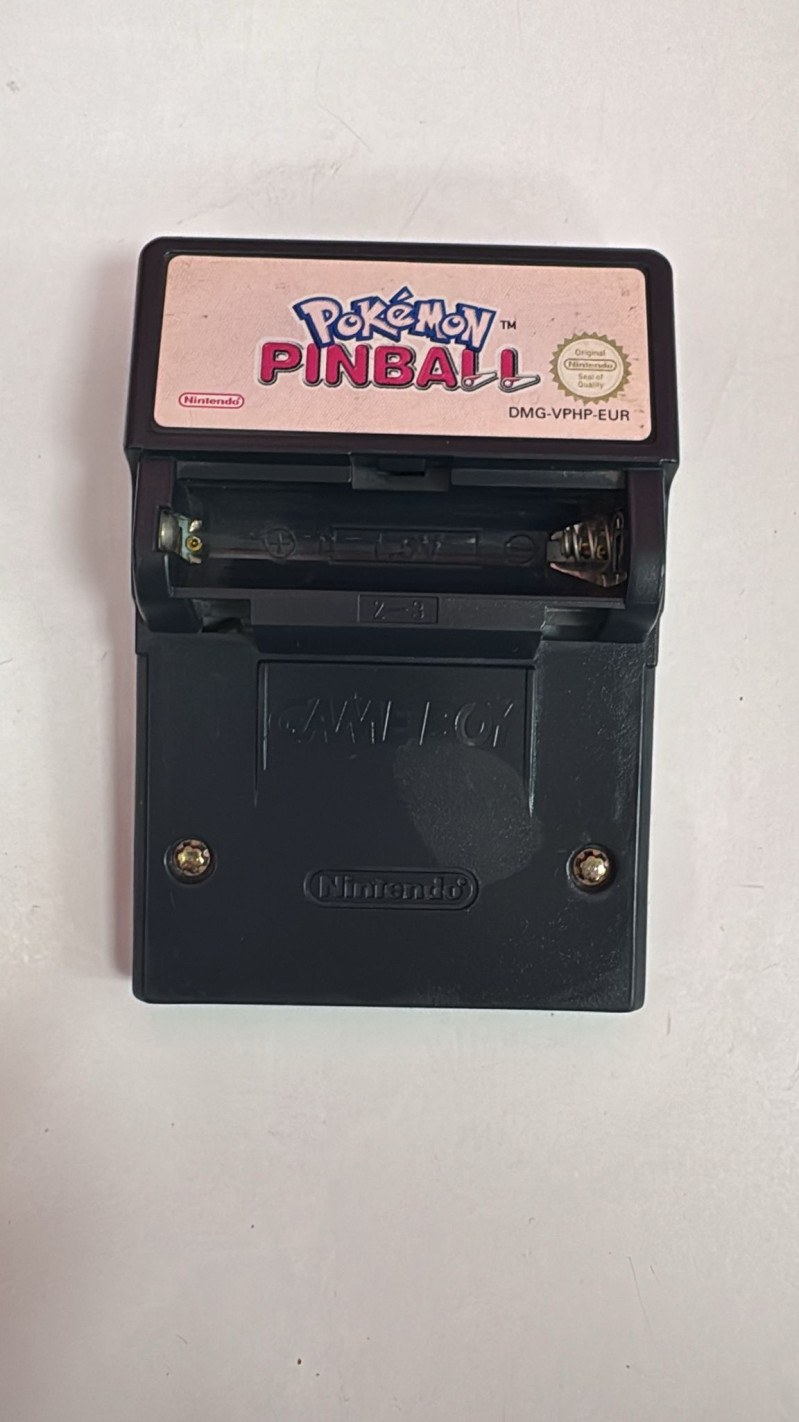 POKéMON™
PINBALL
Original
Nintendo
Seal of
Quality
Nintendo®
DMG-VPHP-EUR
1.5V
GAME BOY
Nintendo®